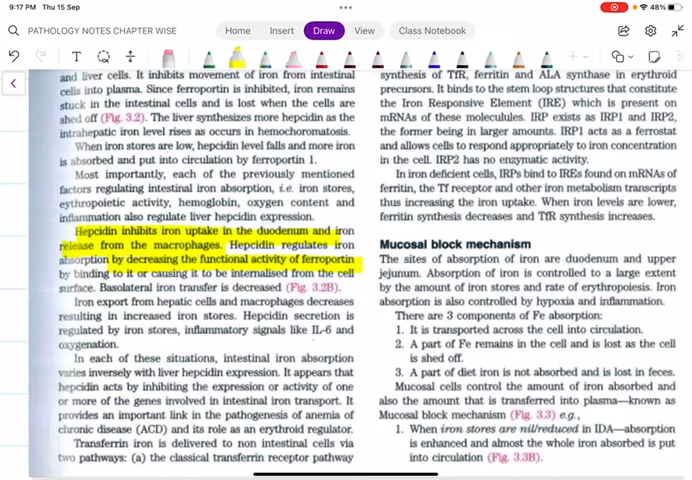 9:17 PM Thu 15 Sep
48%
PATHOLOGY NOTES CHAPTER WISE
Home Insert Draw View Class Notebook
and liver cells. It inhibits movement of iron from intestinal
cells into plasma. Since ferroportin is inhibited, iron remains
stuck in the intestinal cells and is lost when the cells are
shed off (Fig. 3.2). The liver synthesizes more hepcidin as the
intrahepatic iron level rises as occurs in hemochoromatosis.
When iron stores are low, hepcidin level falls and more iron
is absorbed and put into circulation by ferroportin 1.
Most importantly, each of the previously mentioned
factors regulating intestinal iron absorption, i.e. iron stores,
eythropoietic activity, hemoglobin, oxygen content and
inflammation also regulate liver hepcidin expression.
Hepcidin inhibits iron uptake in the duodenum and iron
release from the macrophages. Hepcidin regulates iron
absorption by decreasing the functional activity of ferroportin
by binding to it or causing it to be internalised from the cell
surface. Basolateral iron transfer is decreased (Fig. 3.2B).
Iron export from hepatic cells and macrophages decreases
resulting in increased iron stores. Hepcidin secretion is
regulated by iron stores, inflammatory signals like IL-6 and
oxygenation.
In each of these situations, intestinal iron absorption
varies inversely with liver hepcidin expression. It appears that
hepcidin acts by inhibiting the expression or activity of one
or more of the genes involved in intestinal iron transport. It
provides an important link in the pathogenesis of anemia of
chronic disease (ACD) and its role as an erythroid regulator.
Transferrin iron is delivered to non intestinal cells via
two pathways: (a) the classical transferrin receptor pathway
synthesis of TfR, ferritin and ALA synthase in erythroid
precursors. It binds to the stem loop structures that constitute
the Iron Responsive Element (IRE) which is present on
mRNAs of these molecules. IRP exists as IRP1 and IRP2,
the former being in larger amounts. IRP1 acts as a ferrostat
and allows cells to respond appropriately to iron concentration
in the cell. IRP2 has no enzymatic activity.
In iron deficient cells, IRPs bind to IREs found on mRNAs of
ferritin, the Tf receptor and other iron metabolism transcripts
thus increasing the iron uptake. When iron levels are lower,
ferritin synthesis decreases and TfR synthesis increases.
Mucosal block mechanism
The sites of absorption of iron are duodenum and upper
jejunum. Absorption of iron is controlled to a large extent
by the amount of iron stores and rate of erythropoiesis. Iron
absorption is also controlled by hypoxia and inflammation.
There are 3 components of Fe absorption:
1. It is transported across the cell into circulation.
2. A part of Fe remains in the cell and is lost as the cell
is shed off.
3. A part of diet iron is not absorbed and is lost in feces.
Mucosal cells control the amount of iron absorbed and
also the amount that is transferred into plasma—known as
Mucosal block mechanism (Fig. 3.3) e.g.,
1. When iron stores are nil/reduced in IDA—absorption
is enhanced and almost the whole iron absorbed is put
into circulation (Fig. 3.3B).